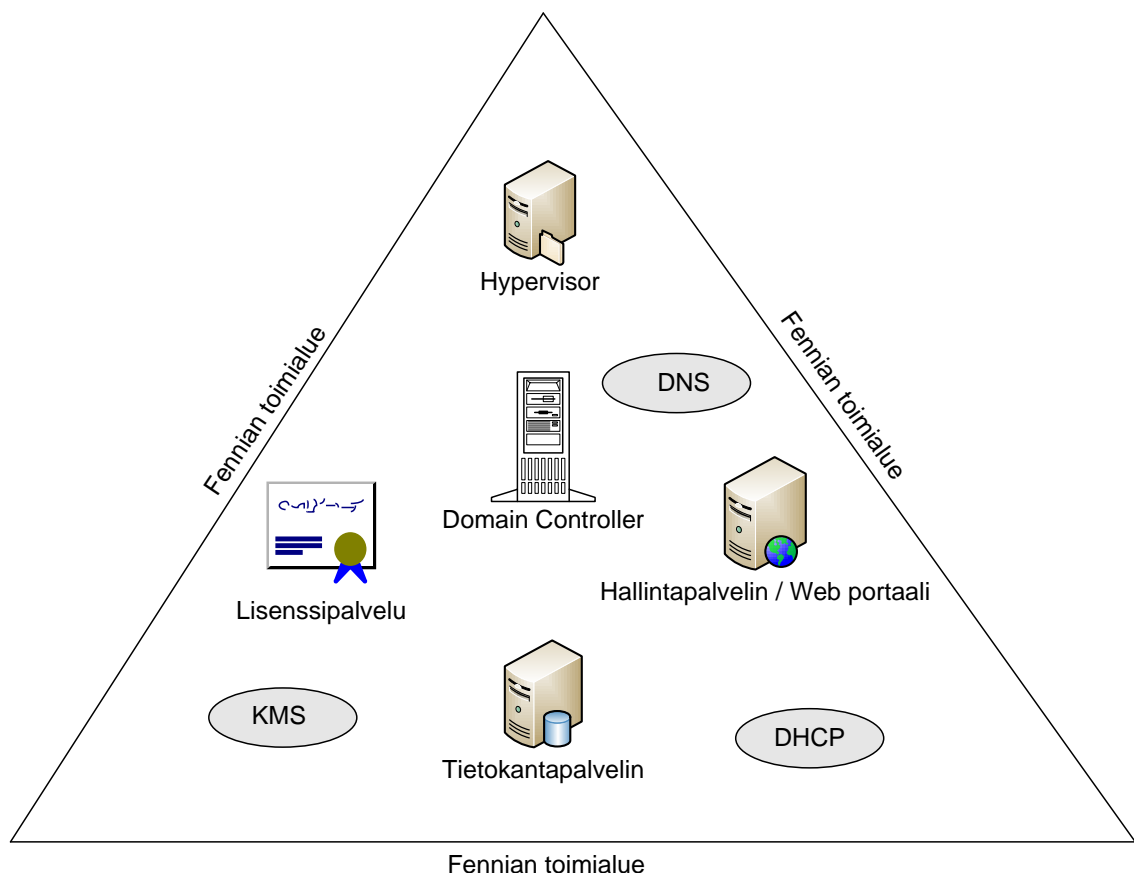 Hypervisor
Fennian toimialue
Fennian toimialue
DNS
Domain Controller
Lisenssipalvelu
Hallintapalvelin / Web portaali
KMS
DHCP
Tietokantapalvelin
Fennian toimialue